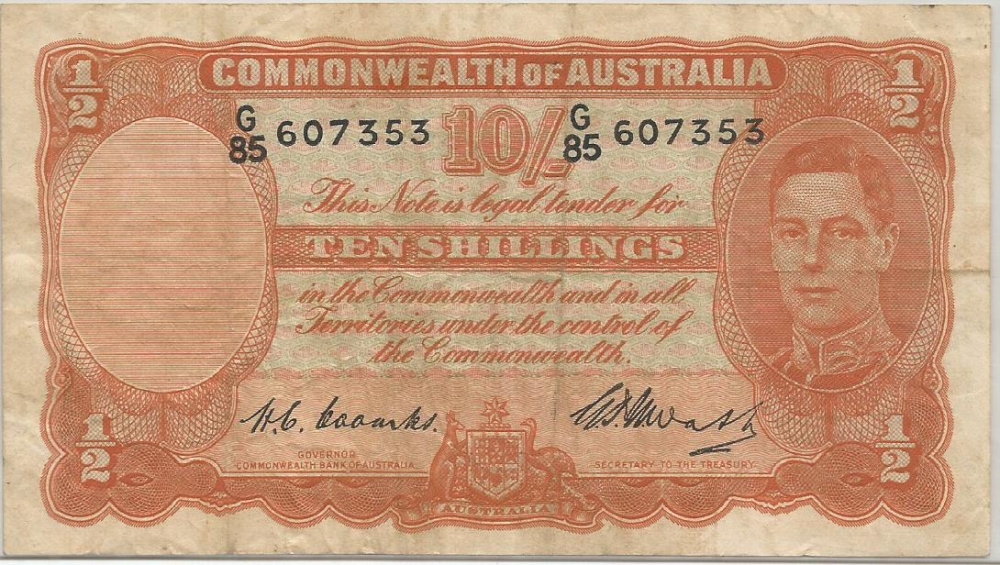 1/2 COMMONWEALTH OF AUSTRALIA 1/2
G/85 607353 10/- G/85 607353
This Note is legal tender for
TEN SHILLINGS
in the Commonwealth and in all
Territories under the control of
the Commonwealth.
H.C. Coombs.
GOVERNOR
COMMONWEALTH BANK OF AUSTRALIA
SECRETARY TO THE TREASURY
1/2 1/2
AUSTRALIA